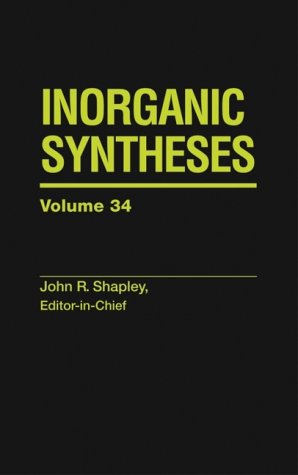 INORGANIC
SYNTHESES
Volume 34
John R. Shapley,
Editor-in-Chief